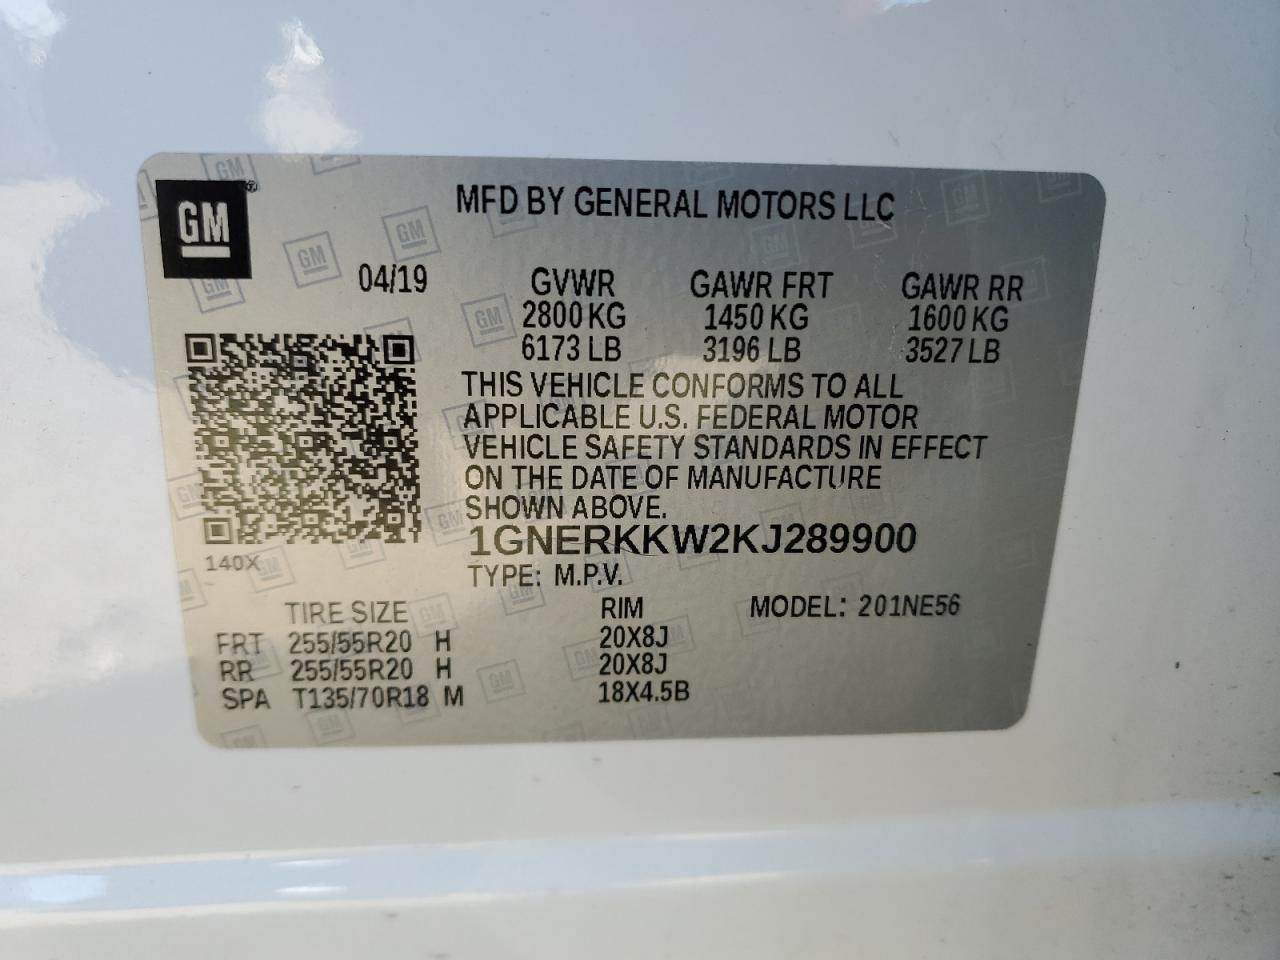 GM
MFD BY GENERAL MOTORS LLC
04/19 GVWR GAWR FRT GAWR RR
2800 KG 1450 KG 1600 KG
6173 LB 3196 LB 3527 LB
THIS VEHICLE CONFORMS TO ALL
APPLICABLE U.S. FEDERAL MOTOR
VEHICLE SAFETY STANDARDS IN EFFECT
ON THE DATE OF MANUFACTURE
SHOWN ABOVE.
1GNERKKW2KJ289900
140X
TYPE: M.P.V.
TIRE SIZE RIM MODEL: 201NE56
FRT 255/55R20 H 20X8J
RR 255/55R20 H 20X8J
SPA T135/70R18 M 18X4.5B